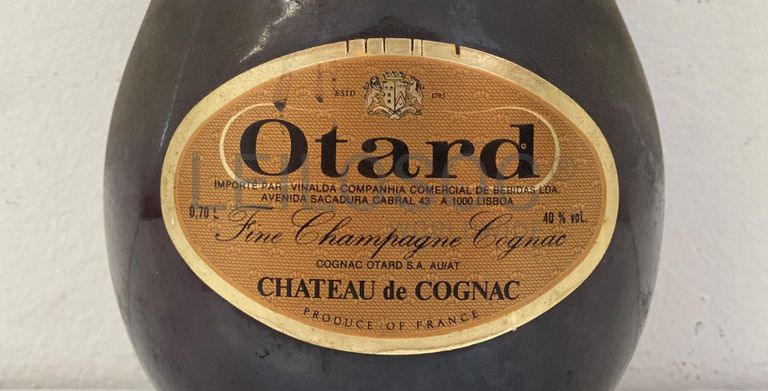 ESTD 1795
Otard
IMPORTÉ PAR: VINALDA COMPANHIA COMERCIAL DE BEBIDAS LDA.
AVENIDA SACADURA CABRAL 43 - A 1000 LISBOA
0,70 L 40 % VOL.
Fine Champagne Cognac
COGNAC OTARD S.A. AU/AT
CHATEAU de COGNAC
PRODUCE OF FRANCE